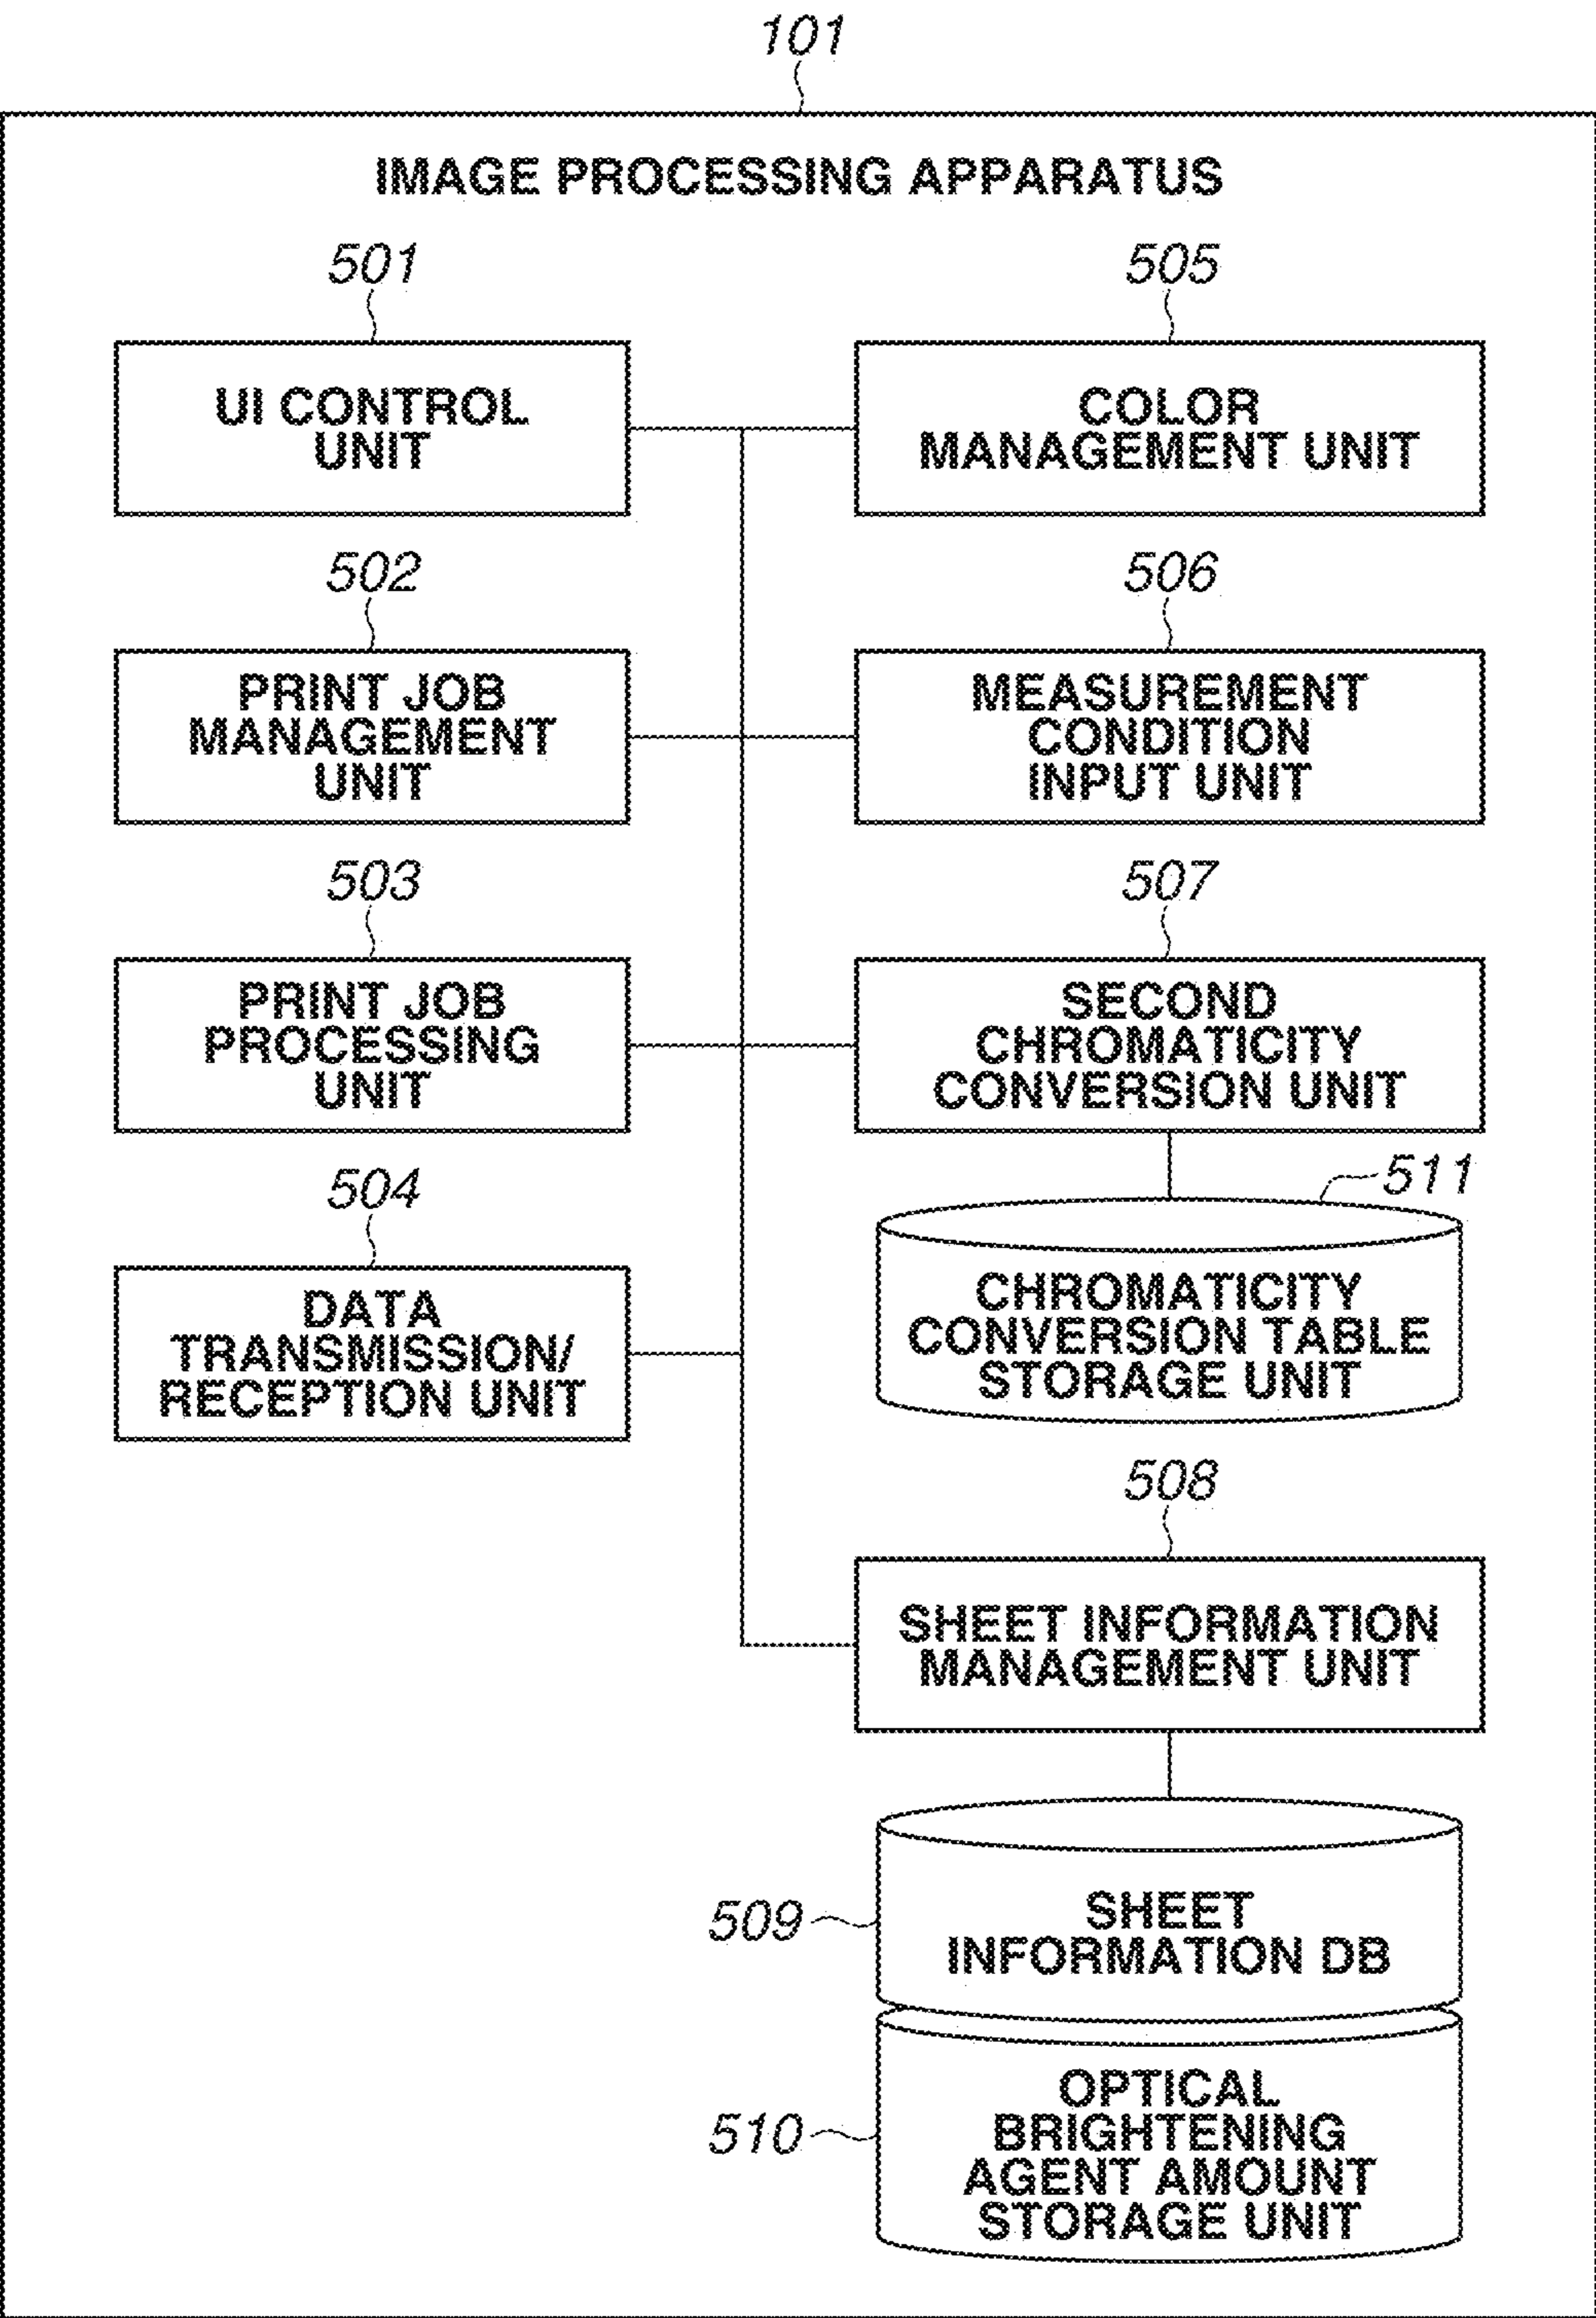 101
IMAGE PROCESSING APPARATUS
501
UI CONTROL
UNIT
505
COLOR
MANAGEMENT UNIT
502
PRINT JOB
MANAGEMENT
UNIT
506
MEASUREMENT
CONDITION
INPUT UNIT
503
PRINT JOB
PROCESSING
UNIT
507
SECOND
CHROMATICITY
CONVERSION UNIT
504
DATA
TRANSMISSION/
RECEPTION UNIT
511
CHROMATICITY
CONVERSION TABLE
STORAGE UNIT
508
SHEET INFORMATION
MANAGEMENT UNIT
509
SHEET
INFORMATION DB
510
OPTICAL
BRIGHTENING
AGENT AMOUNT
STORAGE UNIT